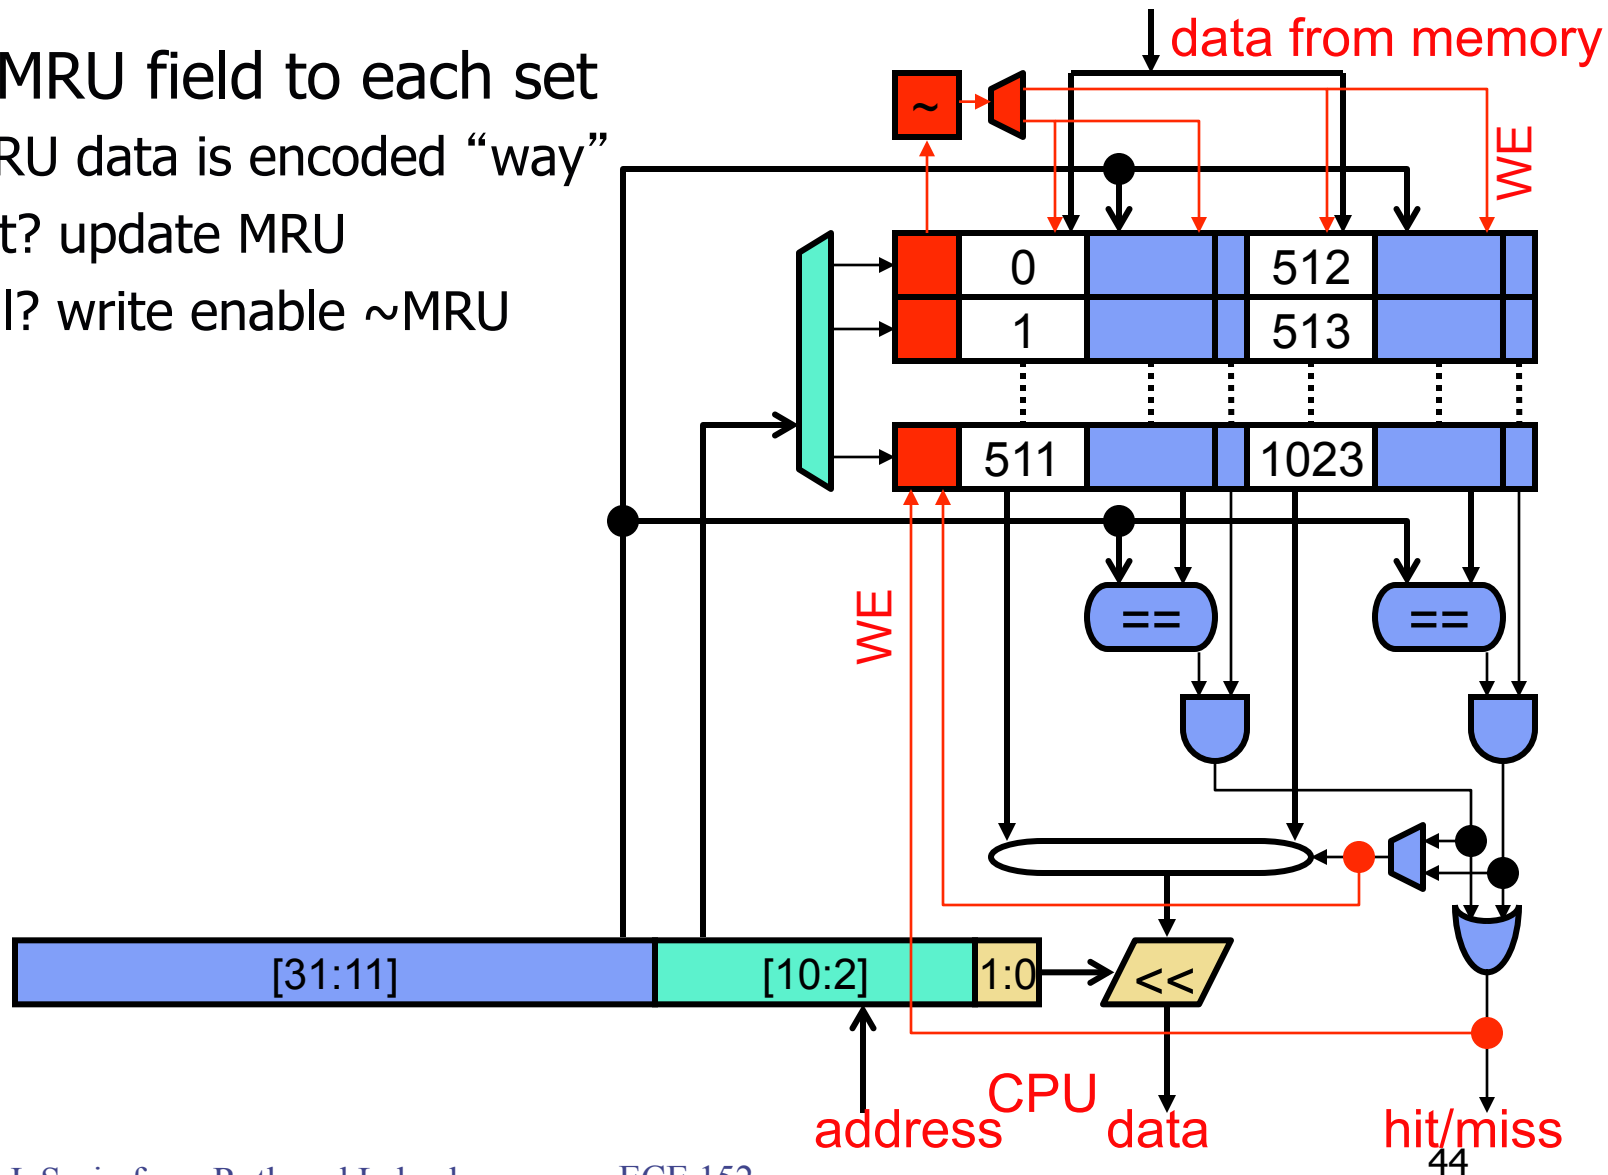 MRU field to each set
RU data is encoded “way”
t? update MRU
l? write enable ~MRU
data from memory
~
WE
0
512
1
513
511
1023
WE
==
==
[31:11]
[10:2]
1:0
<<
CPU
address
data
hit/miss
44